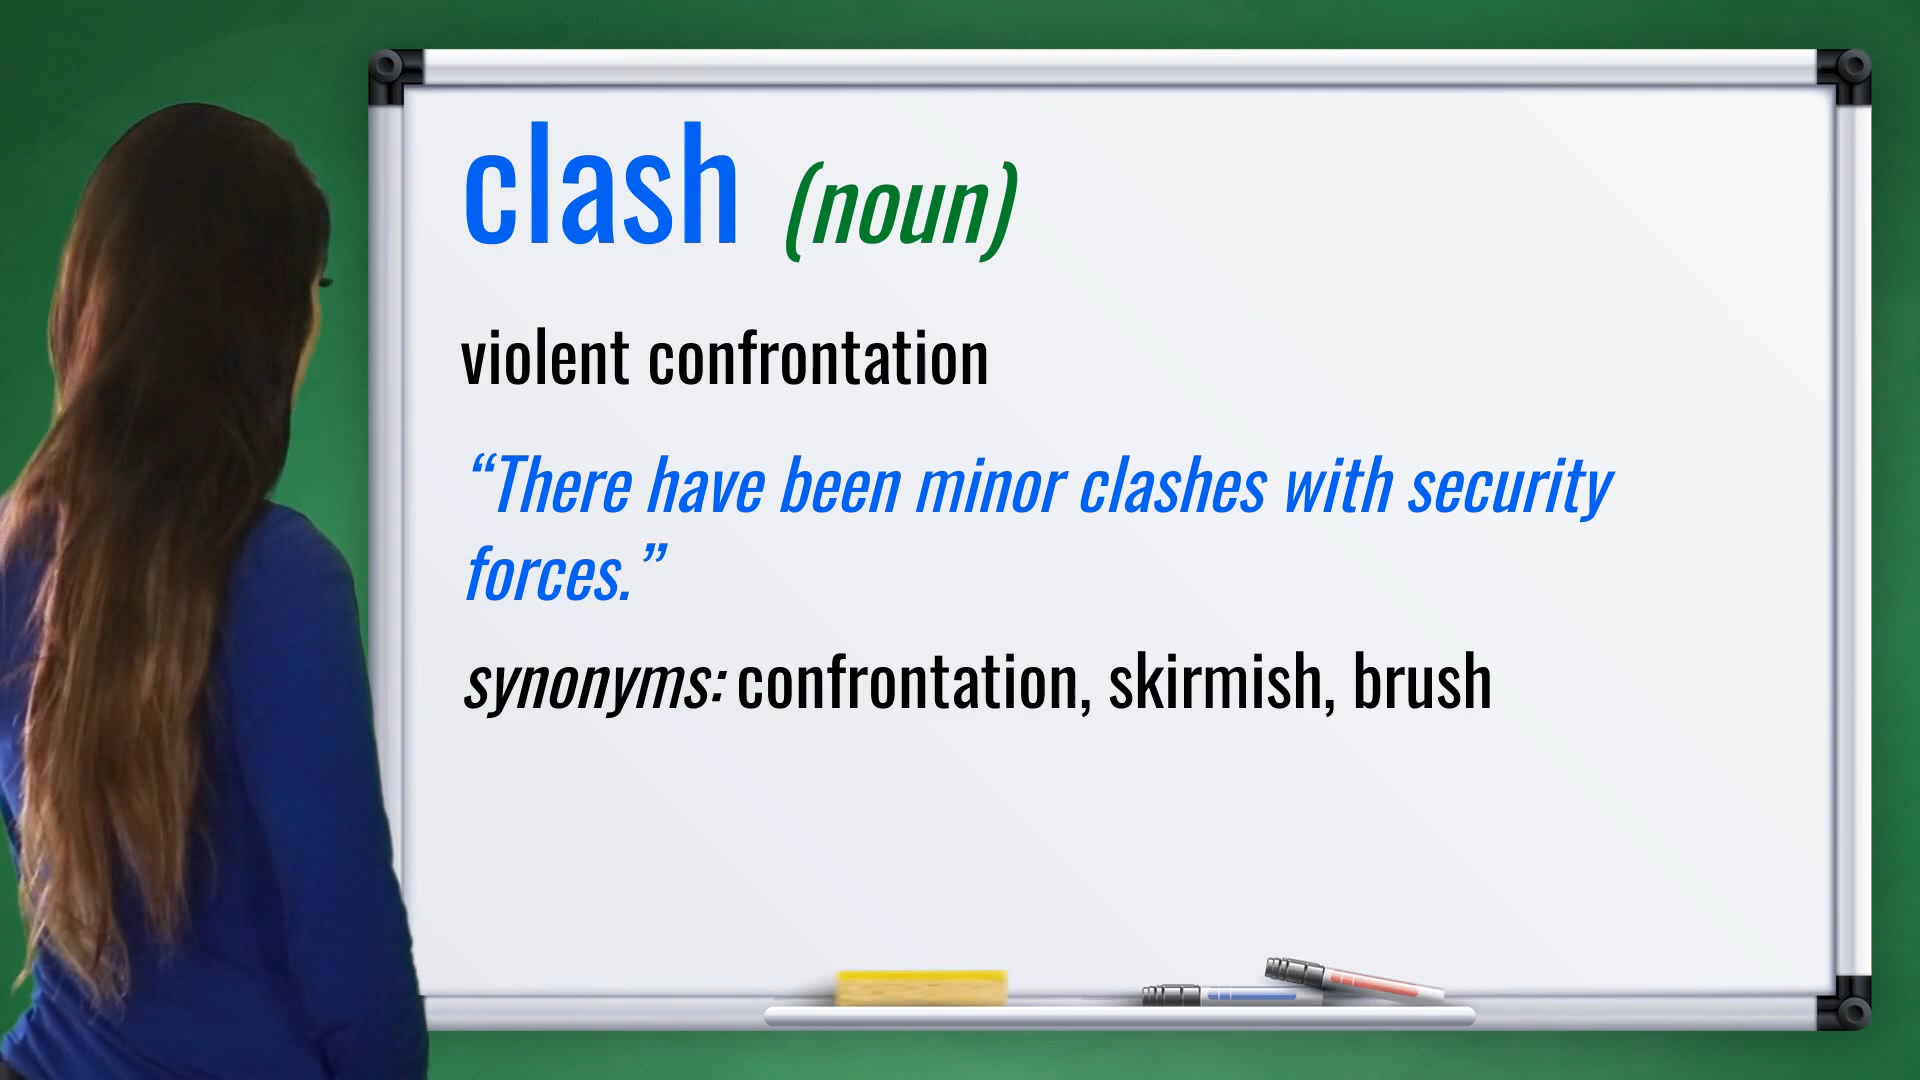 clash (noun)
violent confrontation
“There have been minor clashes with security
forces.”
synonyms: confrontation, skirmish, brush